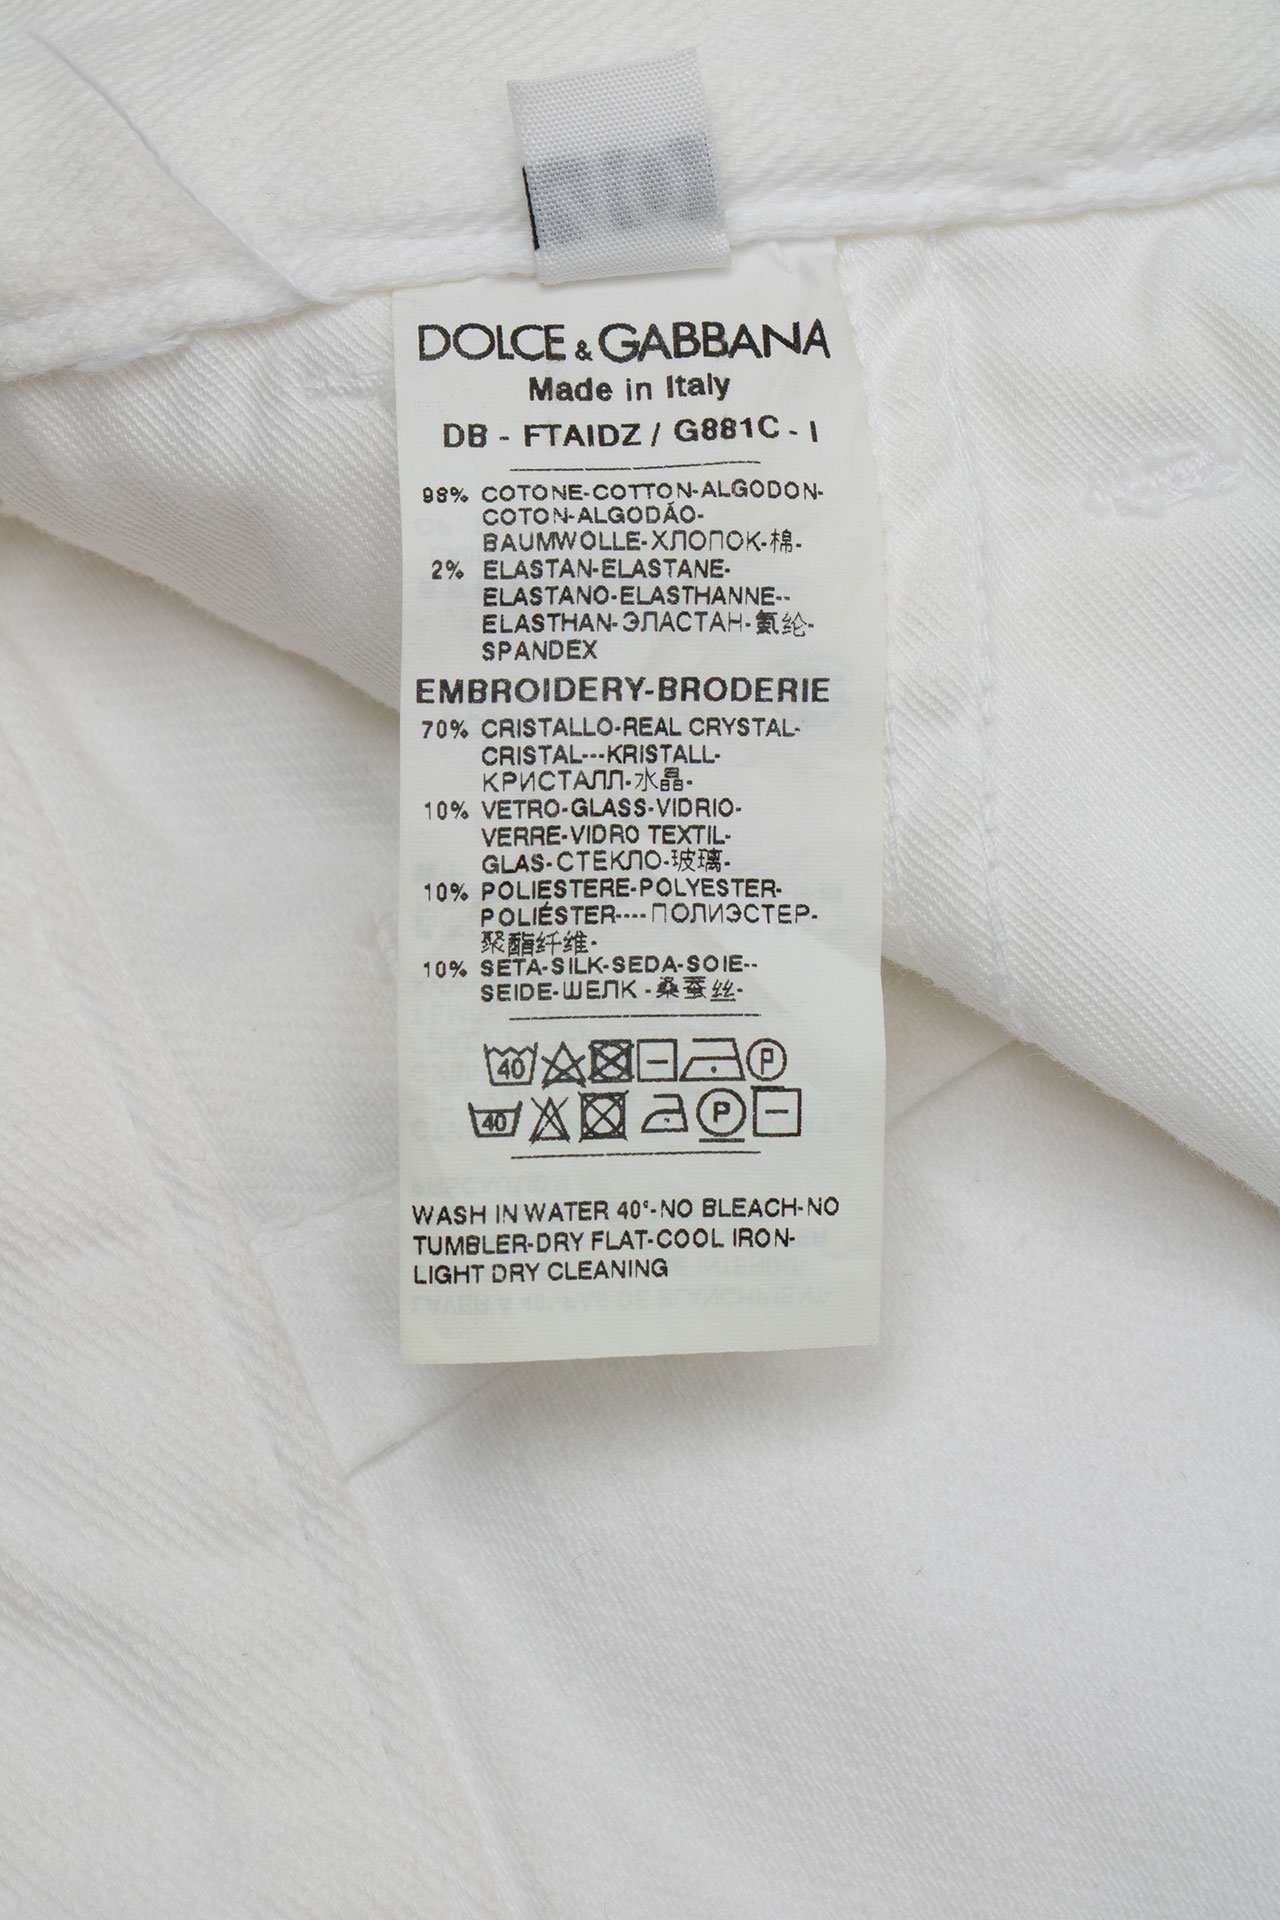 DOLCE & GABBANA
Made in Italy
DB - FTAIDZ / G881C - I
98% COTONE-COTTON-ALGODON-
COTON-ALGODÃO-
BAUMWOLLE-ХЛОПОК-棉-
2% ELASTAN-ELASTANE-
ELASTANO-ELASTHANNE--
ELASTHAN-ЭЛАСТАН-氨纶-
SPANDEX
EMBROIDERY-BRODERIE
70% CRISTALLO-REAL CRYSTAL-
CRISTAL---KRISTALL-
КРИСТАЛЛ-水晶-
10% VETRO-GLASS-VIDRIO-
VERRE-VIDRO TEXTIL-
GLAS-СТЕКЛО-玻璃-
10% POLIESTERE-POLYESTER-
POLIÉSTER----ПОЛИЭСТЕР-
聚酯纤维-
10% SETA-SILK-SEDA-SOIE--
SEIDE-ШЕЛК -桑蚕丝-
40 P
40 P
WASH IN WATER 40°-NO BLEACH-NO
TUMBLER-DRY FLAT-COOL IRON-
LIGHT DRY CLEANING